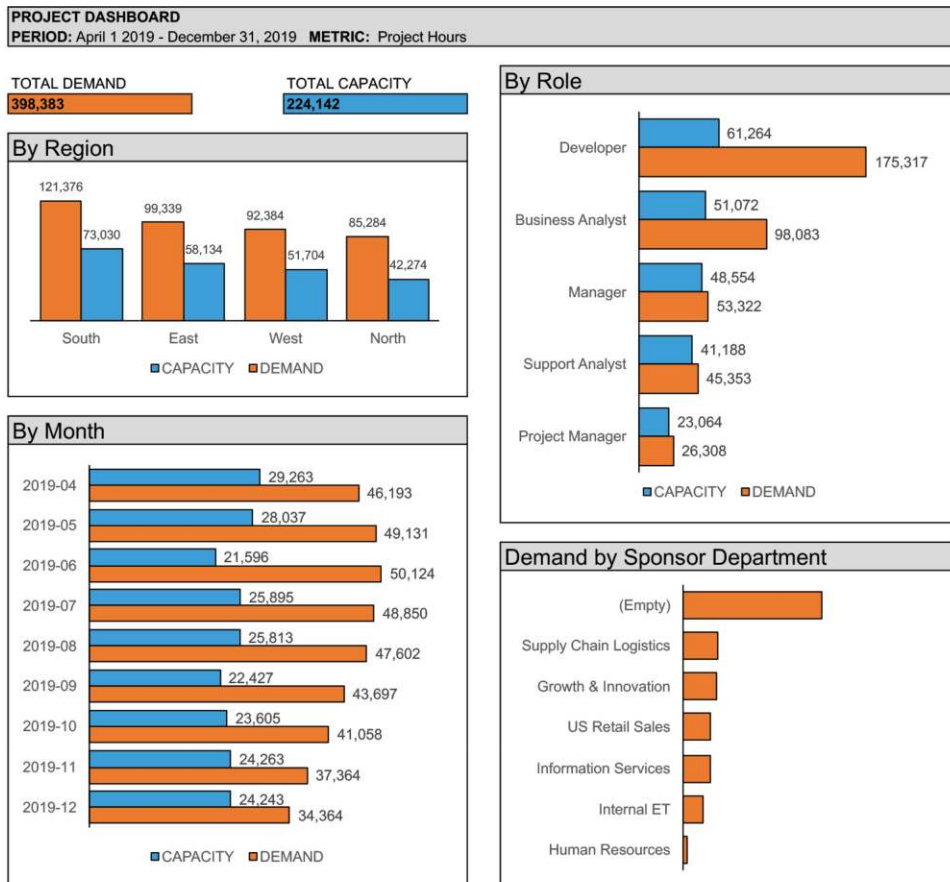 PROJECT DASHBOARD
PERIOD: April 1 2019 - December 31, 2019 METRIC: Project Hours
TOTAL DEMAND
398,383
TOTAL CAPACITY
224,142
By Region
121,376
73,030
99,339
58,134
92,384
51,704
85,284
42,274
South East West North
CAPACITY DEMAND
By Month
2019-04 29,263
46,193
2019-05 28,037
49,131
2019-06 21,596
50,124
2019-07 25,895
48,850
2019-08 25,813
47,602
2019-09 22,427
43,697
2019-10 23,605
41,058
2019-11 24,263
37,364
2019-12 24,243
34,364
CAPACITY DEMAND
By Role
Developer 61,264
175,317
Business Analyst 51,072
98,083
Manager 48,554
53,322
Support Analyst 41,188
45,353
Project Manager 23,064
26,308
CAPACITY DEMAND
Demand by Sponsor Department
(Empty)
Supply Chain Logistics
Growth & Innovation
US Retail Sales
Information Services
Internal ET
Human Resources